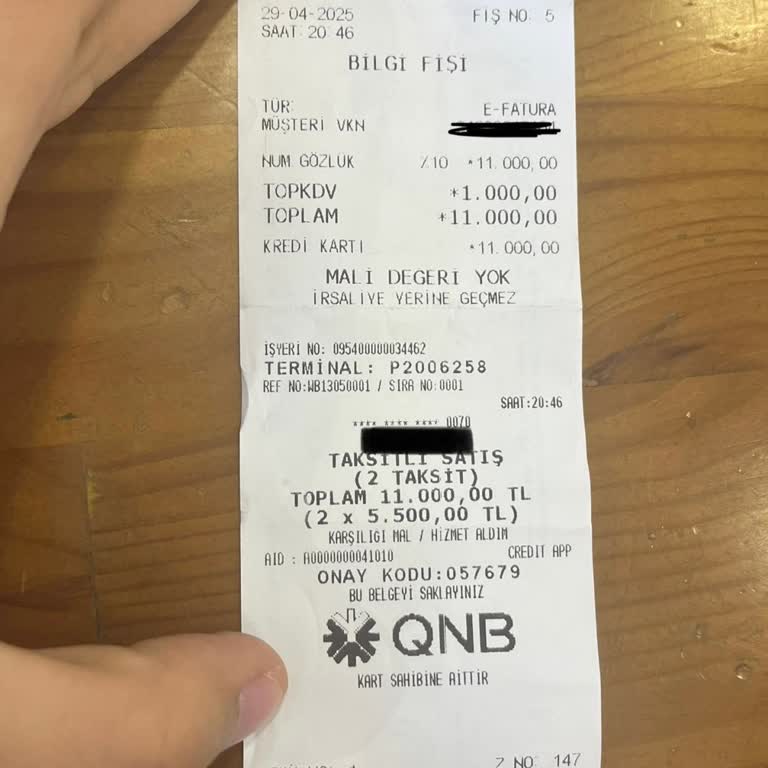 29-04-2025 FİŞ NO: 5
SAAT: 20:46
BİLGİ FİŞİ
TÜR: E-FATURA
MÜŞTERİ VKN
NUM GÖZLÜK %10 *11.000,00
TOPKDV *1.000,00
TOPLAM *11.000,00
KREDİ KARTI *11.000,00
MALİ DEGERİ YOK
İRSALİYE YERİNE GEÇMEZ
İŞYERİ NO: 095400000034462
TERMİNAL: P2006258
REF NO:WB13050001 / SIRA NO:0001
SAAT:20:46
**** **** **** 0070
TAKSİTLİ SATIŞ
(2 TAKSİT)
TOPLAM 11.000,00 TL
(2 x 5.500,00 TL)
KARŞILIGI MAL / HİZMET ALDIM
AID : A0000000041010 CREDIT APP
ONAY KODU:057679
BU BELGEYİ SAKLAYINIZ
QNB
KART SAHİBİNE AİTTİR
Z NO: 147